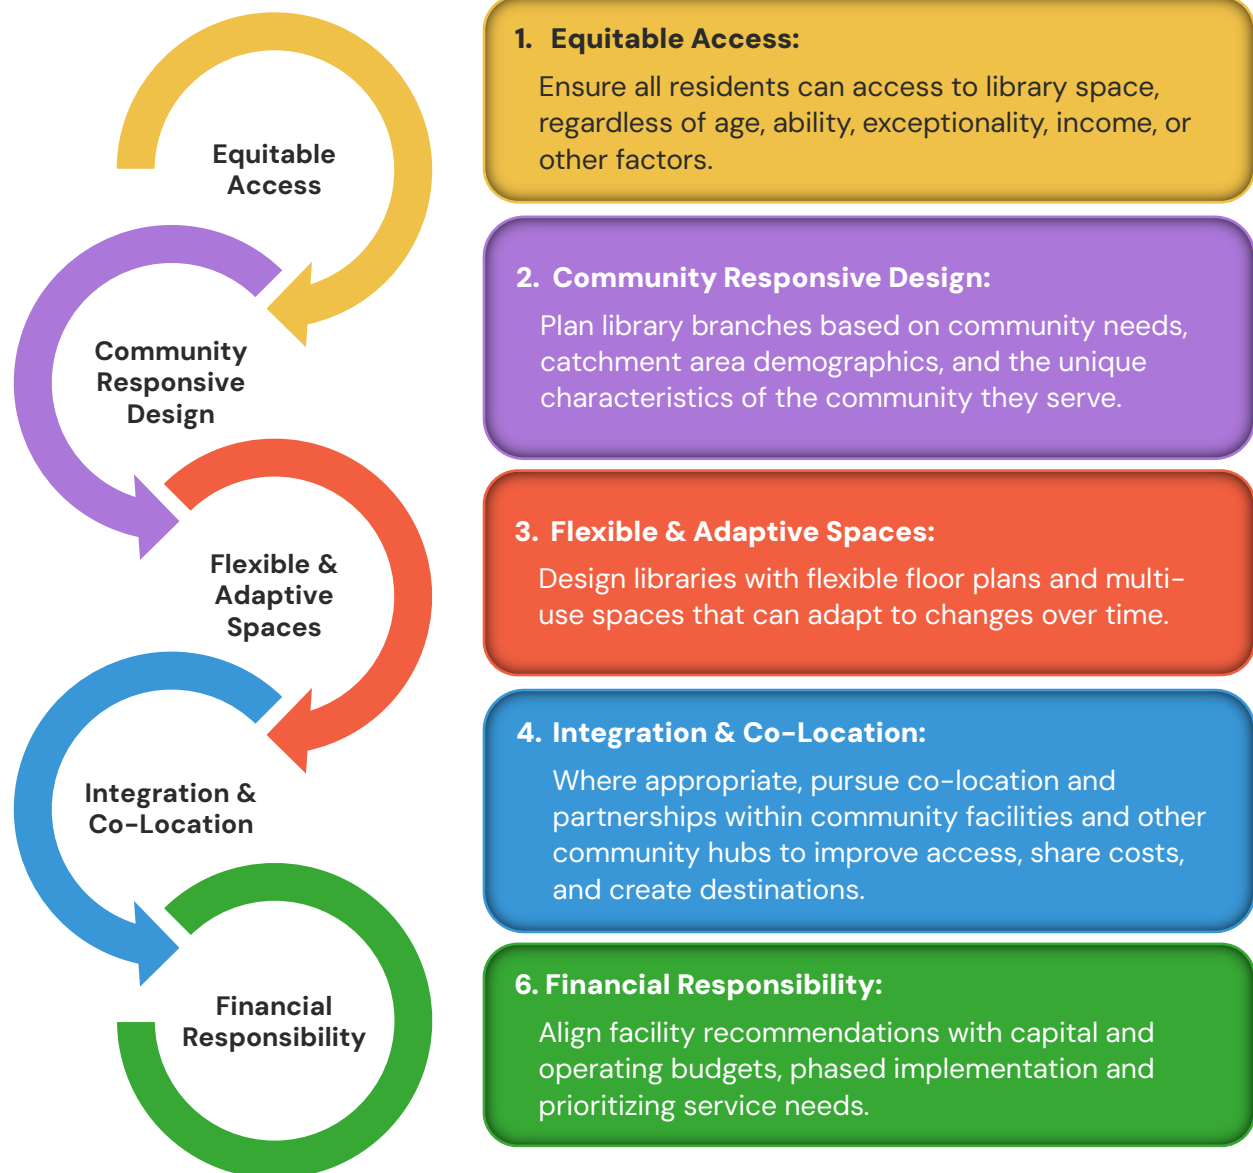 Equitable
Access
1. Equitable Access:
Ensure all residents can access to library space,
regardless of age, ability, exceptionality, income, or
other factors.
Community
Responsive
Design
2. Community Responsive Design:
Plan library branches based on community needs,
catchment area demographics, and the unique
characteristics of the community they serve.
Flexible &
Adaptive
Spaces
3. Flexible & Adaptive Spaces:
Design libraries with flexible floor plans and multi-
use spaces that can adapt to changes over time.
Integration &
Co-Location
4. Integration & Co-Location:
Where appropriate, pursue co-location and
partnerships within community facilities and other
community hubs to improve access, share costs,
and create destinations.
Financial
Responsibility
6. Financial Responsibility:
Align facility recommendations with capital and
operating budgets, phased implementation and
prioritizing service needs.